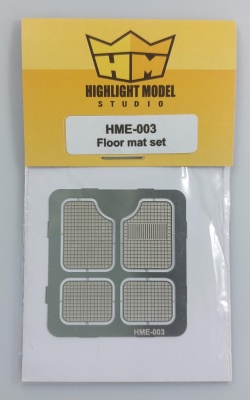 HM
HIGHLIGHT MODEL
STUDIO
HME-003
Floor mat set
HME-003